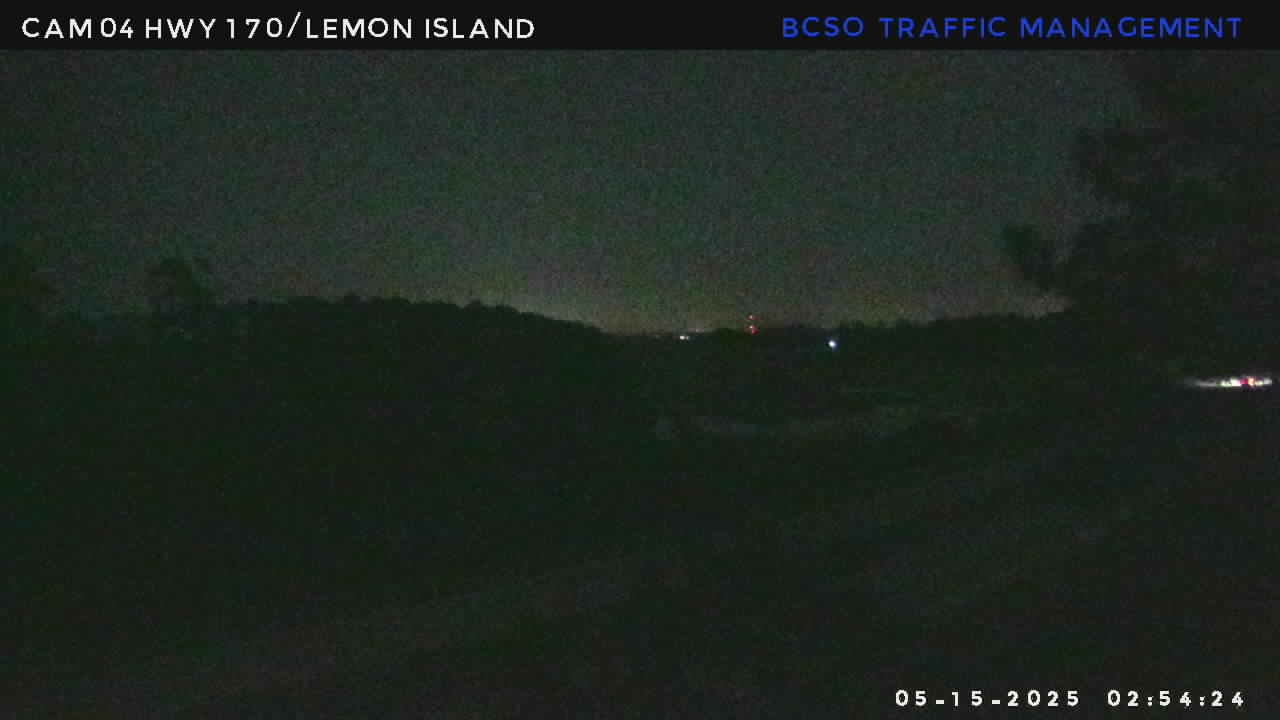 CAM 04 HWY 170/LEMON ISLAND
BCSO TRAFFIC MANAGEMENT
05-15-2025 02:54:24